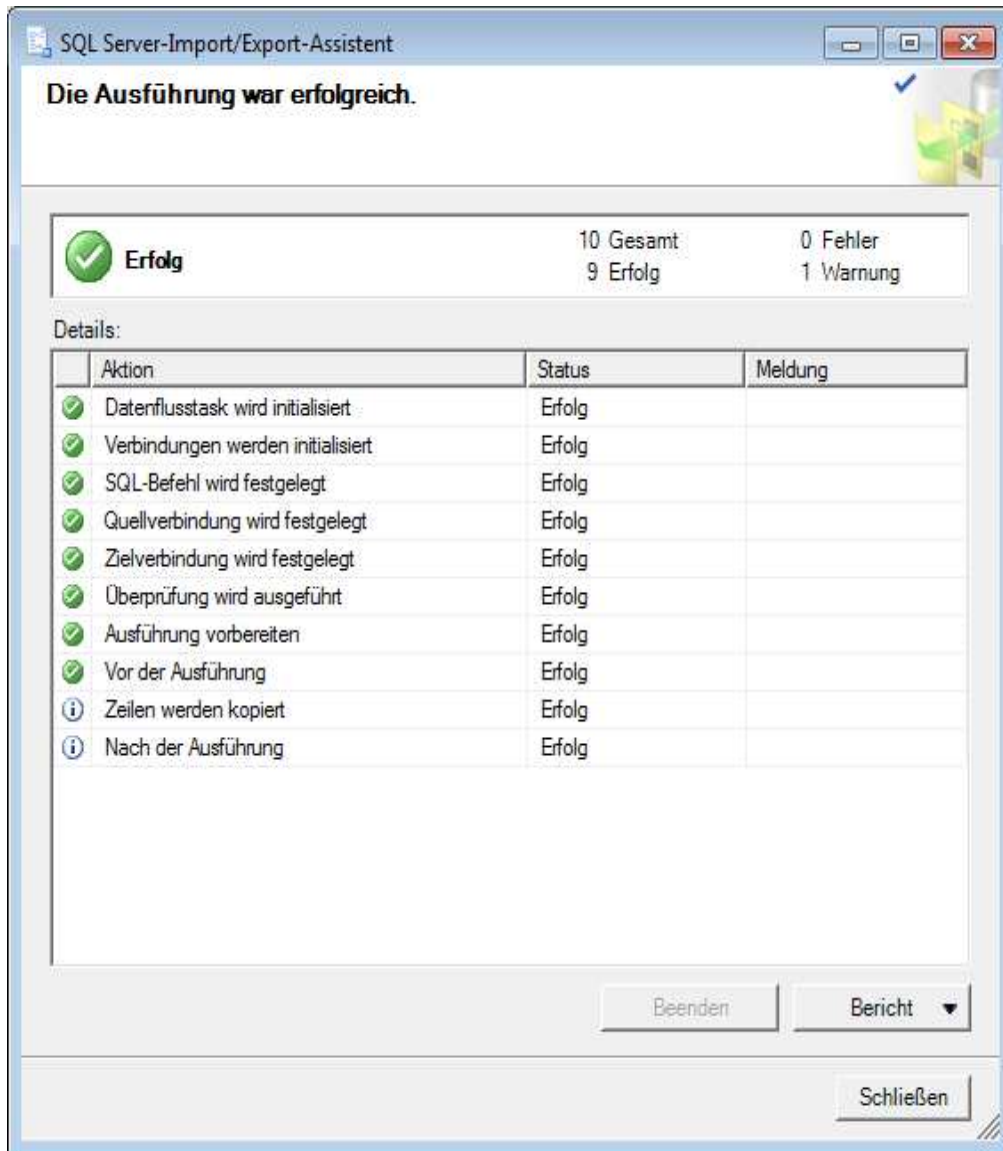 SQL Server-Import/Export-Assistent
Die Ausführung war erfolgreich.
Erfolg
10 Gesamt 0 Fehler
9 Erfolg 1 Warnung
Details:
Aktion Status Meldung
Datenflusstask wird initialisiert Erfolg
Verbindungen werden initialisiert Erfolg
SQL-Befehl wird festgelegt Erfolg
Quellverbindung wird festgelegt Erfolg
Zielverbindung wird festgelegt Erfolg
Überprüfung wird ausgeführt Erfolg
Ausführung vorbereiten Erfolg
Vor der Ausführung Erfolg
Zeilen werden kopiert Erfolg
Nach der Ausführung Erfolg
Beenden Bericht
Schließen